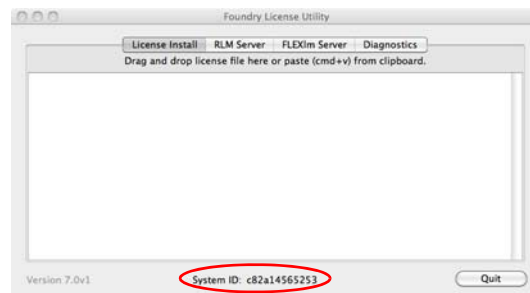 Foundry License Utility
License Install RLM Server FLEXlm Server Diagnostics
Drag and drop license file here or paste (cmd+v) from clipboard.
Version 7.0v1 System ID: c82a14565253 Quit